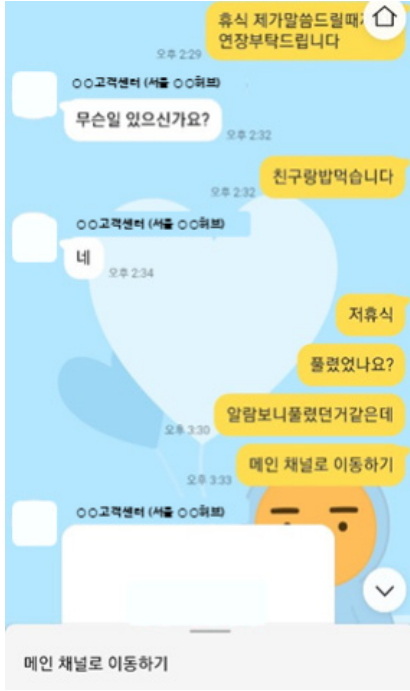 휴식 제가말씀드릴때
연장부탁드립니다
오후 2:29
○○고객센터 (서울 ○○허브)
무슨일 있으신가요?
오후 2:32
친구랑밥먹습니다
오후 2:32
○○고객센터 (서울 ○○허브)
네
오후 2:34
저휴식
풀렸었나요?
알람보니풀렸던거같은데
오후 3:30
메인 채널로 이동하기
오후 3:33
○○고객센터 (서울 ○○허브)
메인 채널로 이동하기